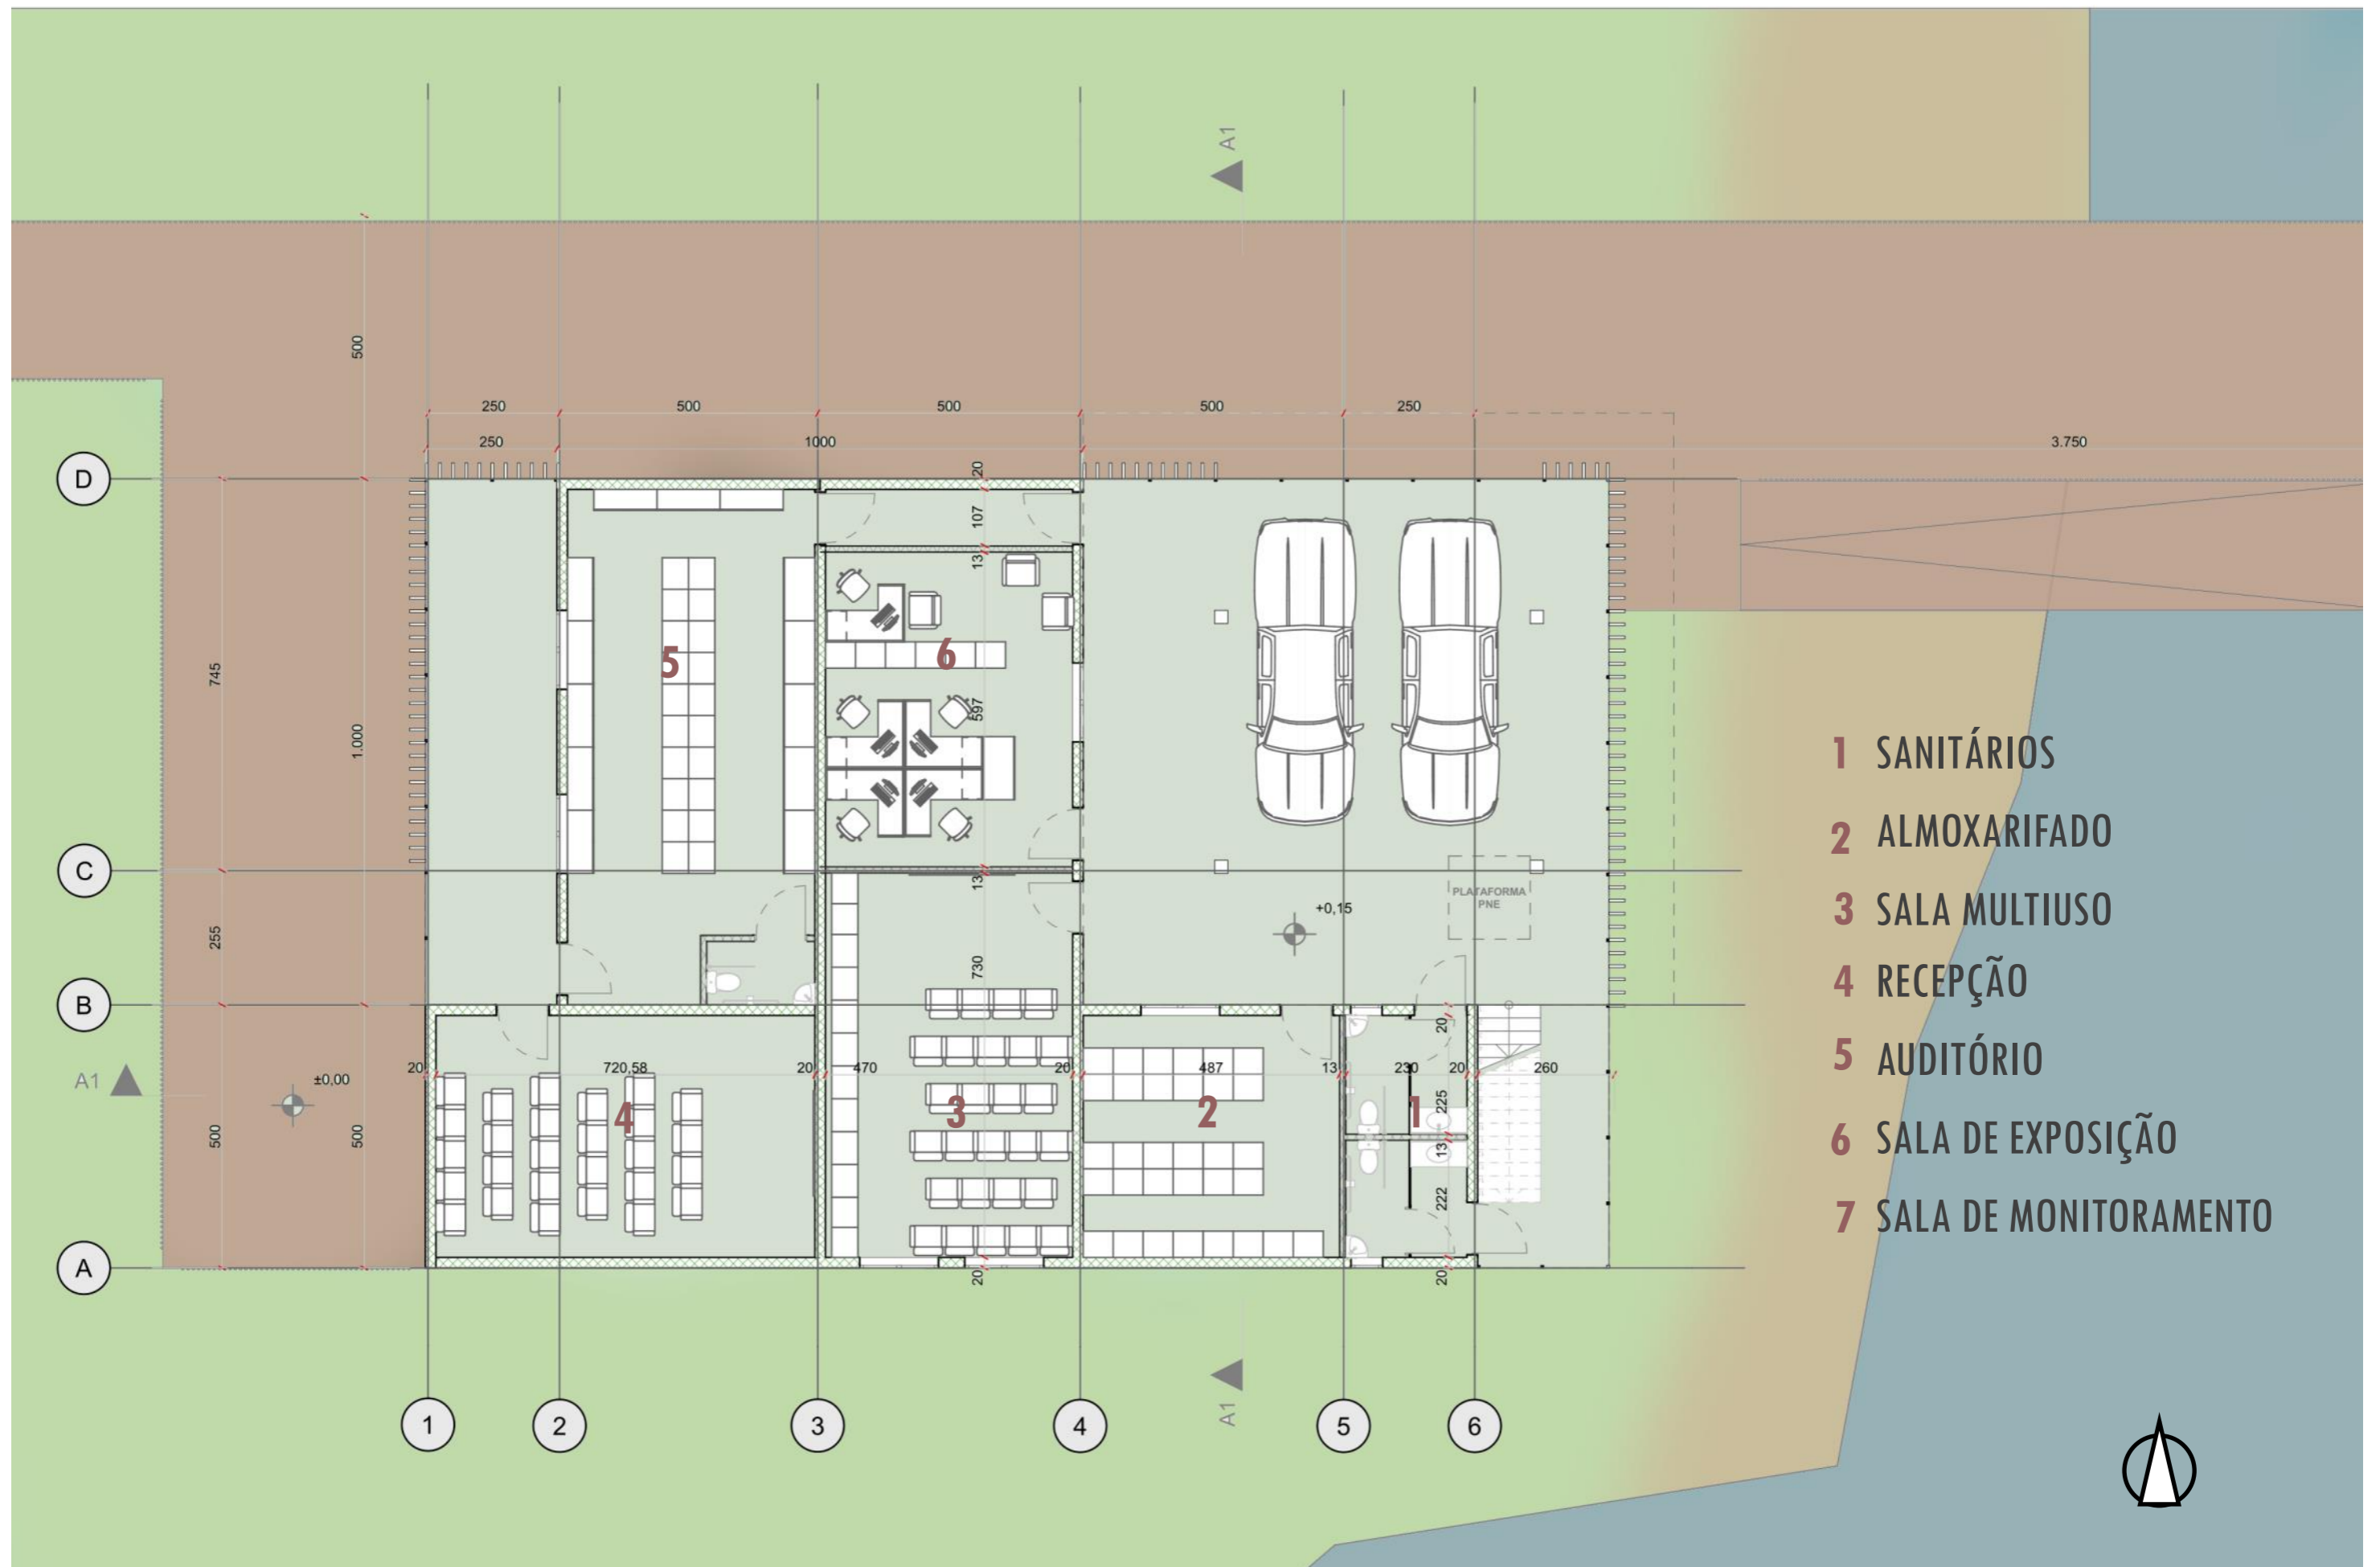 A1
500
250 500 500 500 250
250 1000 3.750
D
20
107
13
745
1.000
5
6
597
1 SANITÁRIOS
2 ALMOXARIFADO
3 SALA MULTIUSO
4 RECEPÇÃO
5 AUDITÓRIO
6 SALA DE EXPOSIÇÃO
7 SALA DE MONITORAMENTO
C
13
PLATAFORMA
PNE
+0,15
255
730
B
20
A1
±0,00
20 720,58 20 470 20 487 13 230 20 260
4
3
2
1
225
500
500
13
222
A
20
20
A1
1 2 3 4 5 6